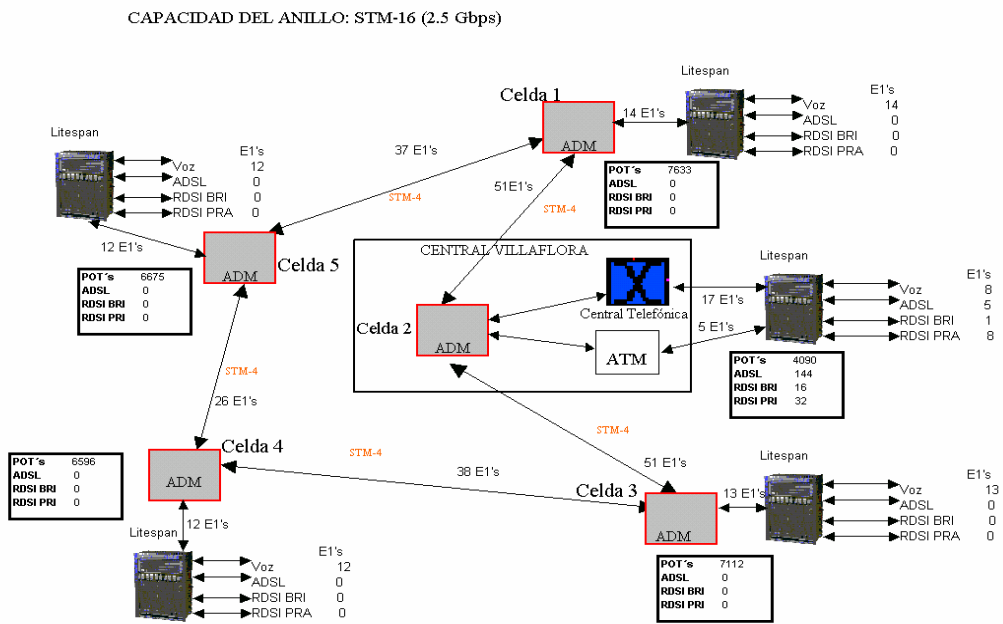 CAPACIDAD DEL ANILLO: STM-16 (2.5 Gbps)
Litespan
E1's
Celda 1
ADM
14 E1's
Voz 14
ADSL 0
RDSI BRI 0
RDSI PRA 0
POT´s 7633
ADSL 0
RDSI BRI 0
RDSI PRI 0
37 E1's
STM-4
51E1's
STM-4
Litespan
E1's
Voz 12
ADSL 0
RDSI BRI 0
RDSI PRA 0
12 E1's
ADM
Celda 5
POT´s 6675
ADSL 0
RDSI BRI 0
RDSI PRI 0
CENTRAL VILLAFLORA
Celda 2
ADM
Central Telefónica
ATM
17 E1's
5 E1's
Litespan
E1's
Voz 8
ADSL 5
RDSI BRI 1
RDSI PRA 8
POT´s 4090
ADSL 144
RDSI BRI 16
RDSI PRI 32
STM-4
26 E1's
Celda 4
ADM
POT´s 6596
ADSL 0
RDSI BRI 0
RDSI PRI 0
STM-4
38 E1's
STM-4
51 E1's
Celda 3
ADM
13 E1's
Litespan
E1's
Voz 13
ADSL 0
RDSI BRI 0
RDSI PRA 0
POT´s 7112
ADSL 0
RDSI BRI 0
RDSI PRI 0
12 E1's
Litespan
E1's
Voz 12
ADSL 0
RDSI BRI 0
RDSI PRA 0